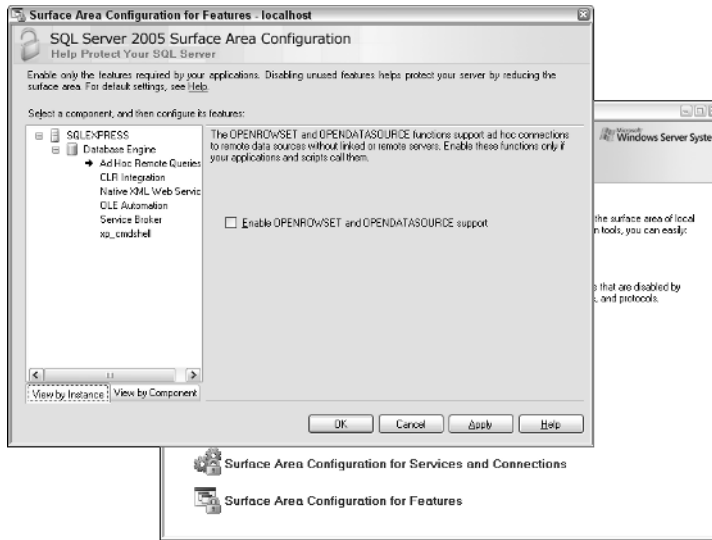 Surface Area Configuration for Features - localhost
SQL Server 2005 Surface Area Configuration
Help Protect Your SQL Server
Enable only the features required by your applications. Disabling unused features helps protect your server by reducing the
surface area. For default settings, see Help.
Select a component, and then configure its features:
SQLEXPRESS
Database Engine
Ad Hoc Remote Queries
CLR Integration
Native XML Web Servic
OLE Automation
Service Broker
xp_cmdshell
The OPENROWSET and OPENDATASOURCE functions support ad hoc connections
to remote data sources without linked or remote servers. Enable these functions only if
your applications and scripts call them.
Enable OPENROWSET and OPENDATASOURCE support
View by Instance View by Component
OK Cancel Apply Help
Microsoft
Windows Server Syste
the surface area of local
n tools, you can easily:
s that are disabled by
s, and protocols.
Surface Area Configuration for Services and Connections
Surface Area Configuration for Features